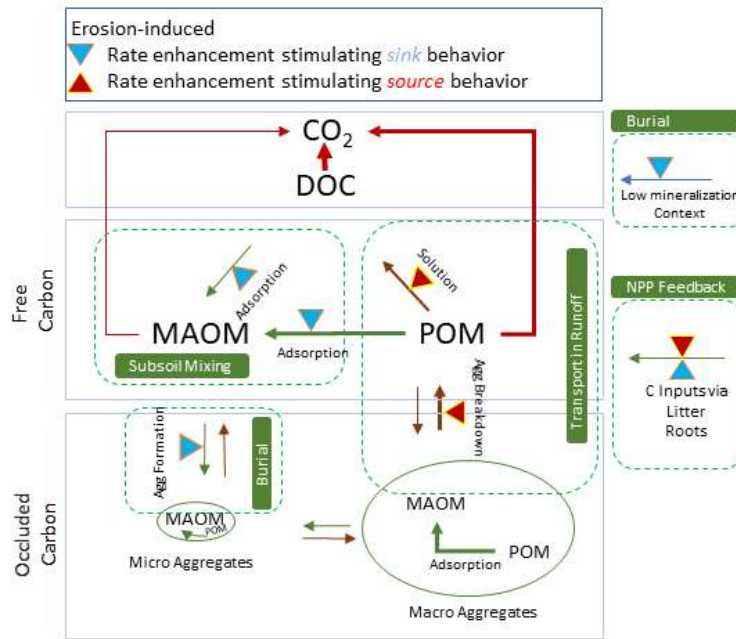 Erosion-induced
Rate enhancement stimulating sink behavior
Rate enhancement stimulating source behavior
CO2
DOC
Burial
Low mineralization
Context
Free
Carbon
Adsorption
MAOM
Subsoil Mixing
Adsorption
Solution
POM
Transport in Runoff
NPP Feedback
C Inputs via
Litter
Roots
Agg Breakdown
Occluded
Carbon
Agg Formation
Burial
MAOM
POM
Micro Aggregates
MAOM
POM
Adsorption
Macro Aggregates